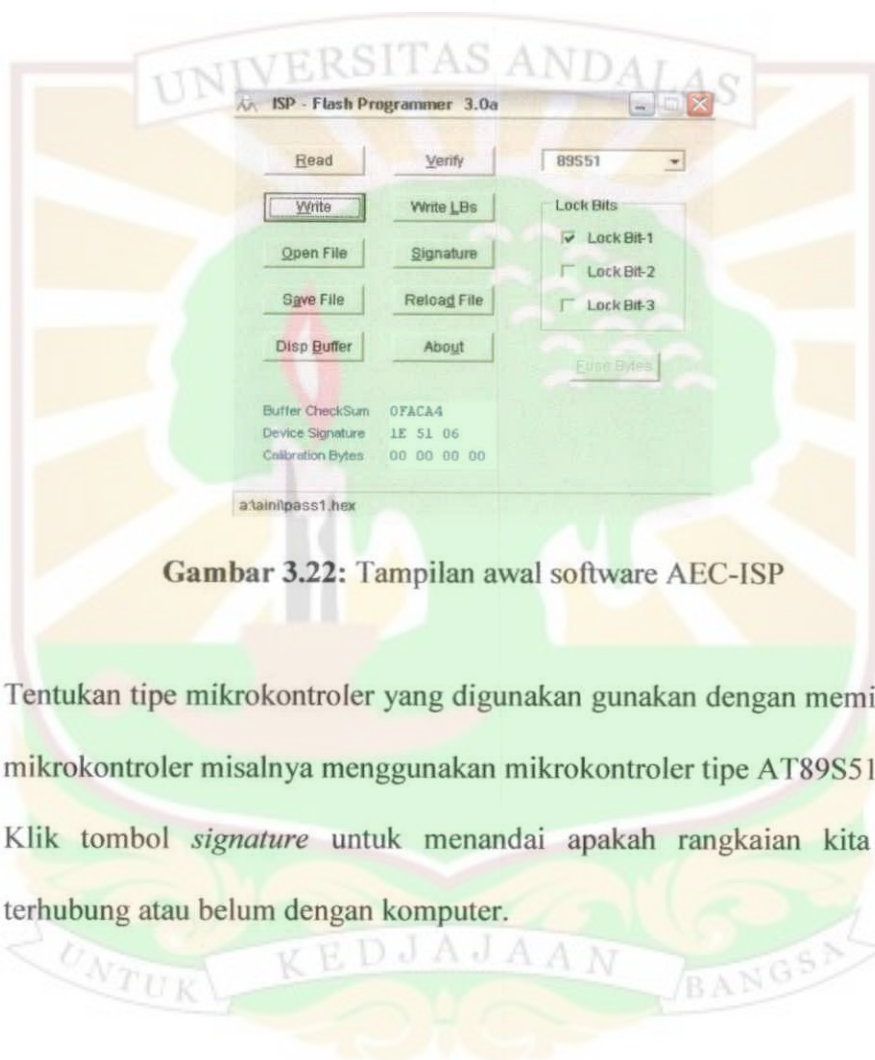 UNIVERSITAS ANDALAS
ISP - Flash Programmer 3.0a
Read Verify 89S51
Write Write LBs Lock Bits
Lock Bit-1
Open File Signature
Lock Bit-2
Save File Reload File Lock Bit-3
Disp Buffer About
Fuse Bytes
Buffer CheckSum 0FACA4
Device Signature 1E 51 06
Calibration Bytes 00 00 00 00
a:\aini\pass1.hex
Gambar 3.22: Tampilan awal software AEC-ISP
Tentukan tipe mikrokontroler yang digunakan gunakan dengan memi
mikrokontroler misalnya menggunakan mikrokontroler tipe AT89S51
Klik tombol signature untuk menandai apakah rangkaian kita
terhubung atau belum dengan komputer.
UNTUK KEDJAJAAN BANGSA